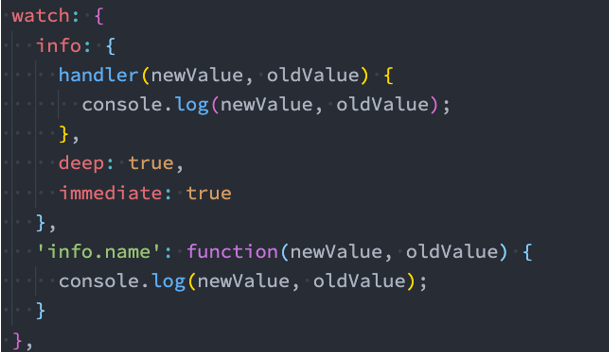 watch: {
  info: {
    handler(newValue, oldValue) {
      console.log(newValue, oldValue);
    },
    deep: true,
    immediate: true
  },
  'info.name': function(newValue, oldValue) {
    console.log(newValue, oldValue);
  }
},